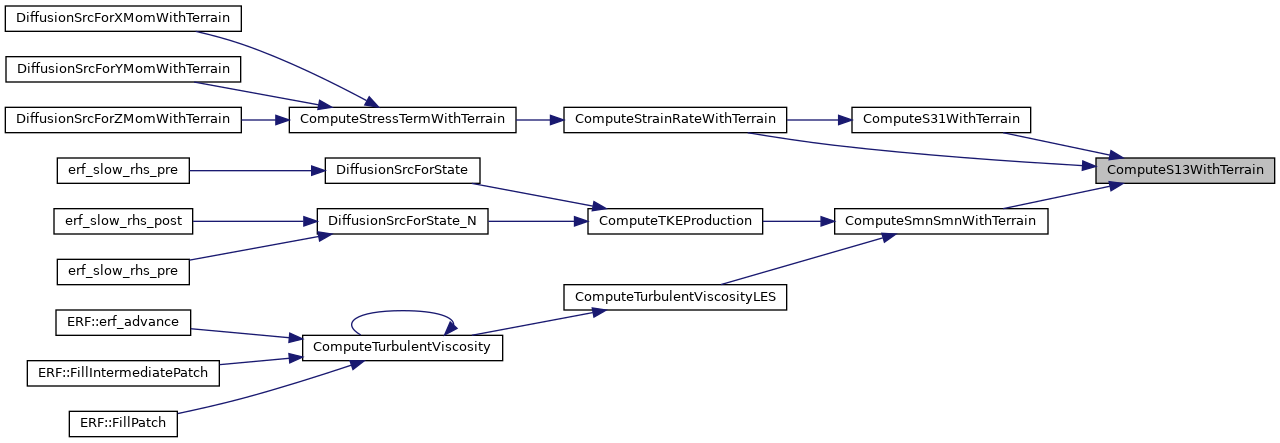 DiffusionSrcForXMomWithTerrain
DiffusionSrcForYMomWithTerrain
DiffusionSrcForZMomWithTerrain
ComputeStressTermWithTerrain
ComputeStrainRateWithTerrain
ComputeS31WithTerrain
ComputeS13WithTerrain
erf_slow_rhs_pre
DiffusionSrcForState
erf_slow_rhs_post
DiffusionSrcForState_N
ComputeTKEProduction
ComputeSmnSmnWithTerrain
erf_slow_rhs_pre
ComputeTurbulentViscosityLES
ERF::erf_advance
ComputeTurbulentViscosity
ERF::FillIntermediatePatch
ERF::FillPatch